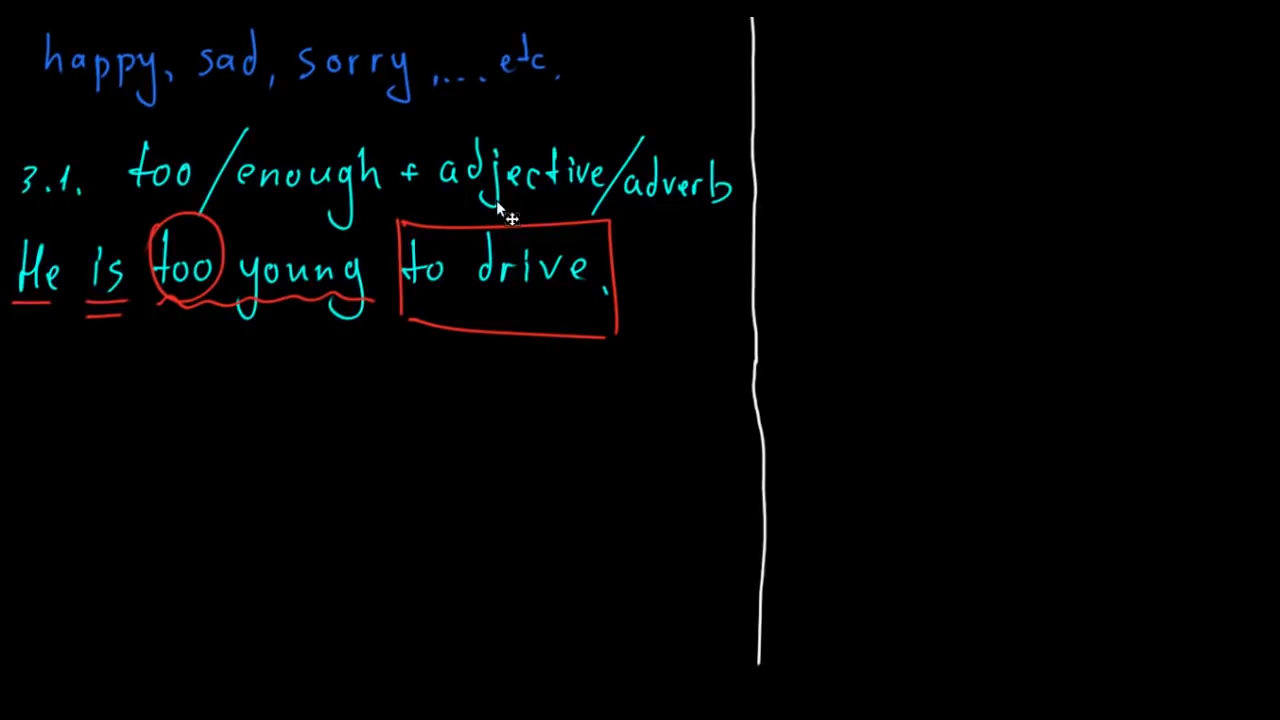 happy, sad, sorry, ... etc.
3.1. too/enough + adjective/adverb
He is too young to drive.